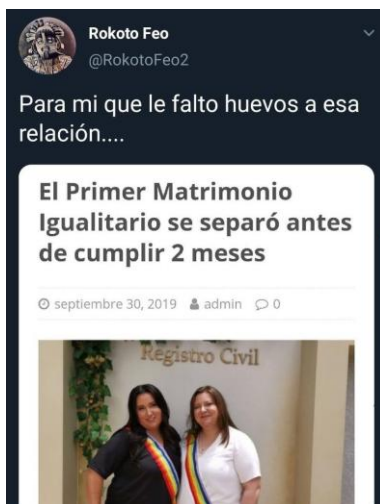 Rokoto Feo
@RokotoFeo2
Para mi que le falto huevos a esa
relación....
El Primer Matrimonio
Igualitario se separó antes
de cumplir 2 meses
septiembre 30, 2019 admin 0
Registro Civil